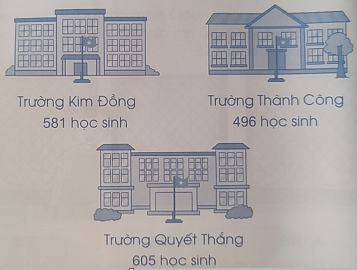 Trường Kim Đồng
581 học sinh
Trường Thành Công
496 học sinh
Trường Quyết Thắng
605 học sinh